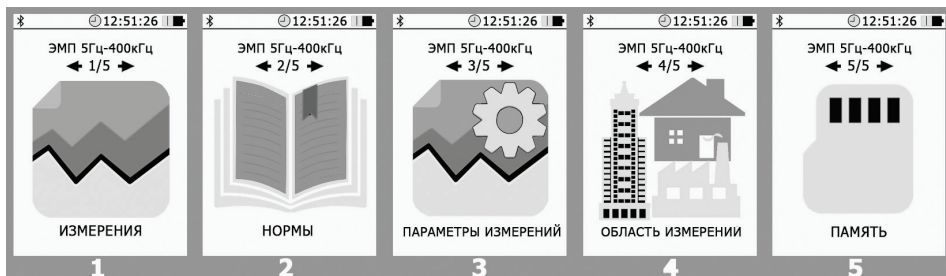 12:51:26
ЭМП 5Гц-400кГц
1/5
ИЗМЕРЕНИЯ
1
12:51:26
ЭМП 5Гц-400кГц
2/5
НОРМЫ
2
12:51:26
ЭМП 5Гц-400кГц
3/5
ПАРАМЕТРЫ ИЗМЕРЕНИЙ
3
12:51:26
ЭМП 5Гц-400кГц
4/5
ОБЛАСТЬ ИЗМЕРЕНИИ
4
12:51:26
ЭМП 5Гц-400кГц
5/5
ПАМЯТЬ
5